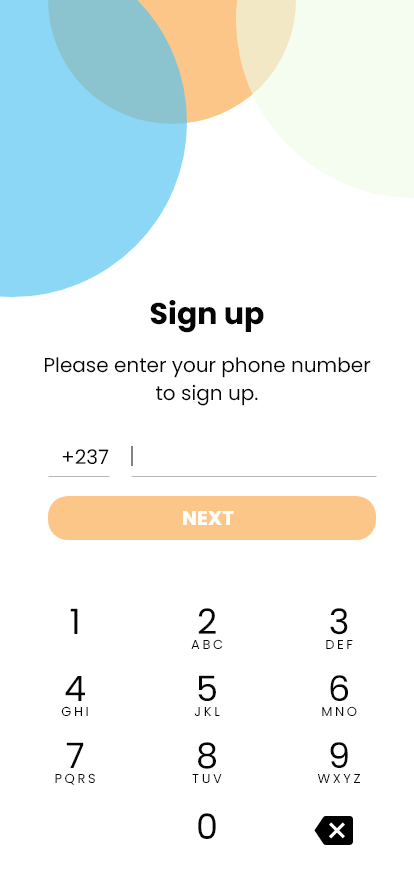 Sign up
Please enter your phone number
to sign up.
+237
NEXT
1 2 3
ABC DEF
4 5 6
GHI JKL MNO
7 8 9
PQRS TUV WXYZ
0